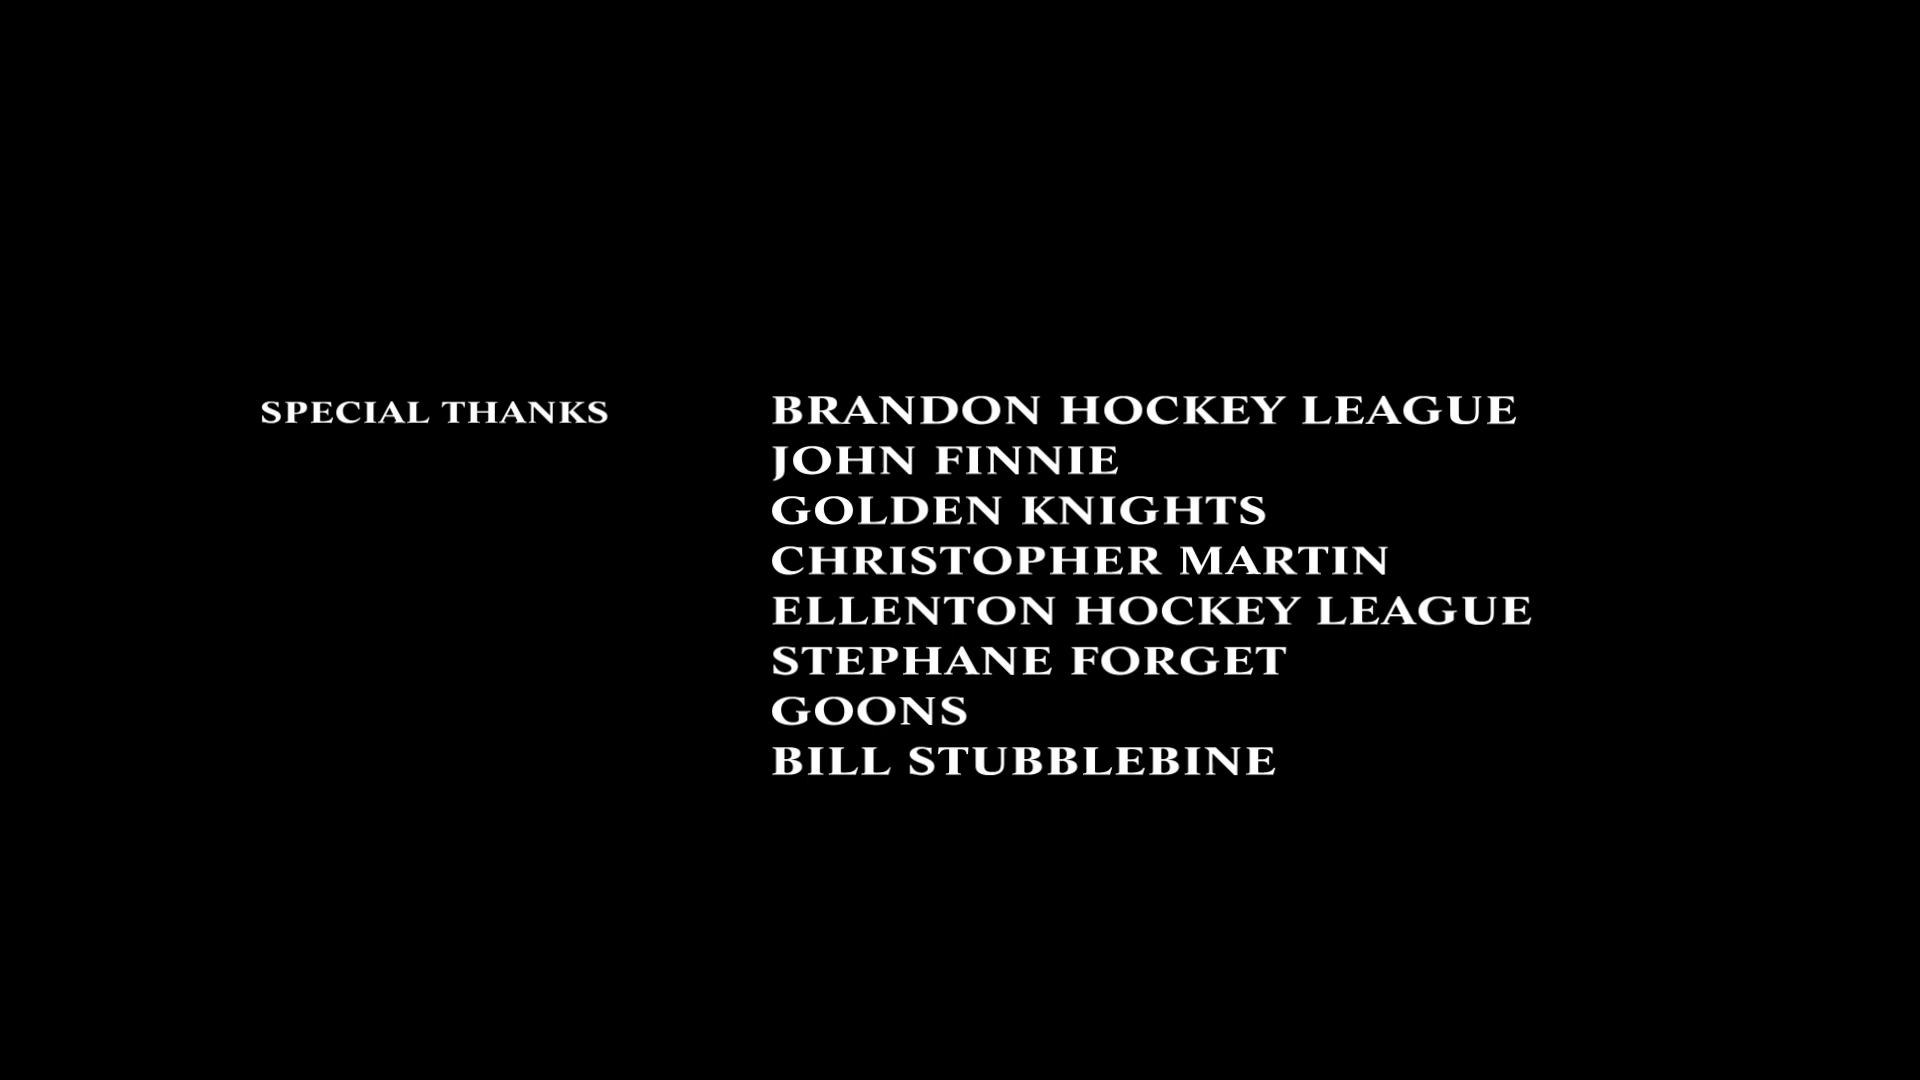 SPECIAL THANKS
BRANDON HOCKEY LEAGUE
JOHN FINNIE
GOLDEN KNIGHTS
CHRISTOPHER MARTIN
ELLENTON HOCKEY LEAGUE
STEPHANE FORGET
GOONS
BILL STUBBLEBINE